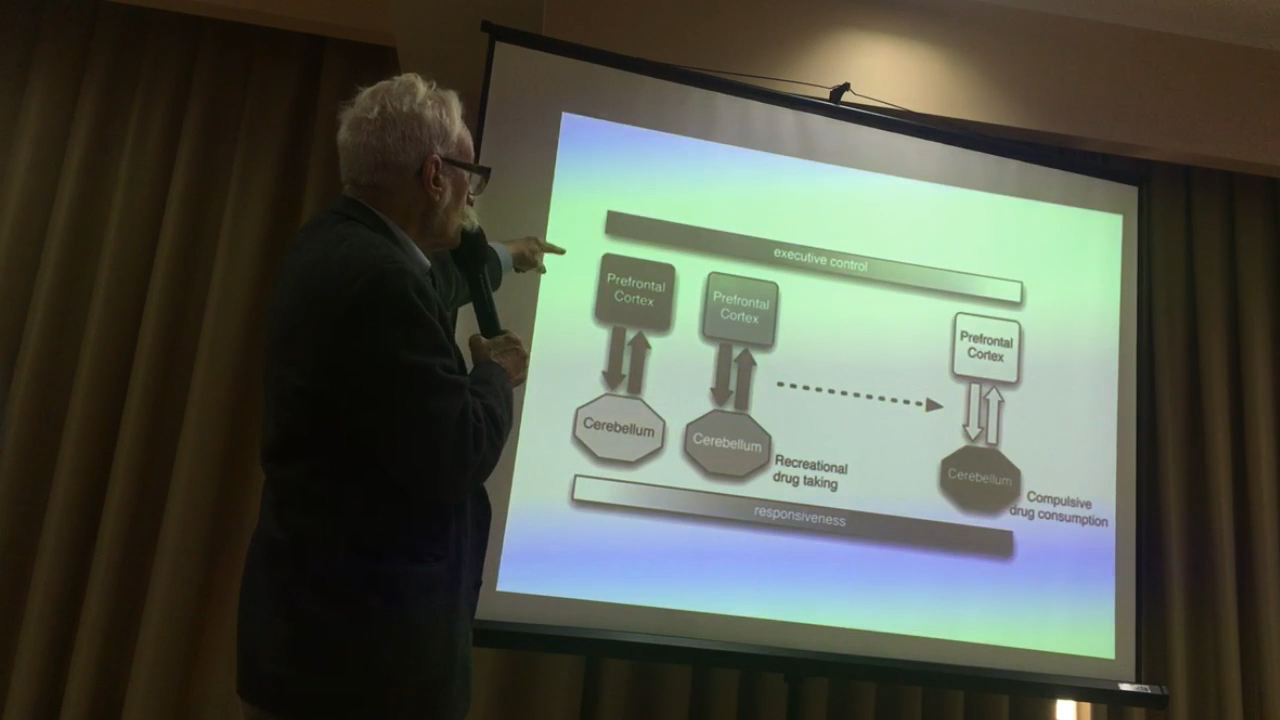 executive control
Prefrontal
Cortex
Prefrontal
Cortex
Prefrontal
Cortex
Cerebellum
Cerebellum
Cerebellum
Recreational
drug taking
Compulsive
drug consumption
responsiveness